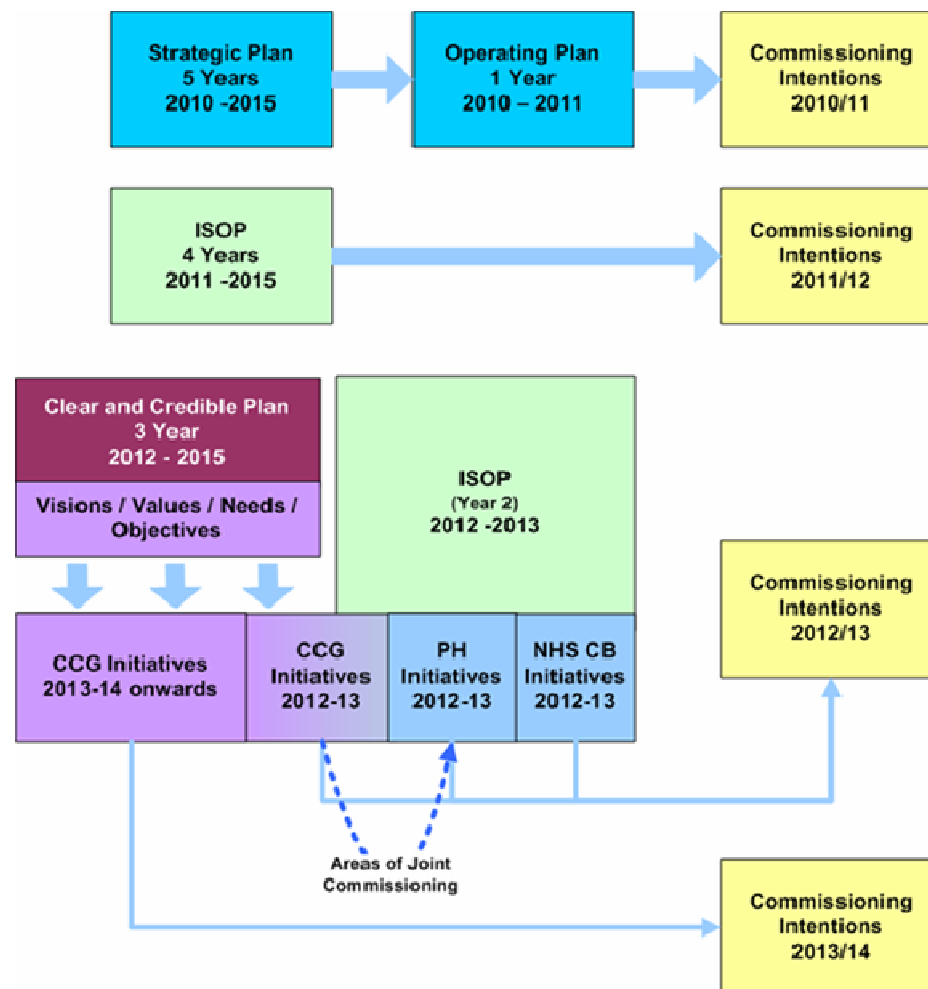 Strategic Plan
5 Years
2010 -2015
Operating Plan
1 Year
2010 – 2011
Commissioning
Intentions
2010/11
ISOP
4 Years
2011 -2015
Commissioning
Intentions
2011/12
Clear and Credible Plan
3 Year
2012 - 2015
Visions / Values / Needs /
Objectives
ISOP
(Year 2)
2012 -2013
Commissioning
Intentions
2012/13
CCG Initiatives
2013-14 onwards
CCG
Initiatives
2012-13
PH
Initiatives
2012-13
NHS CB
Initiatives
2012-13
Areas of Joint
Commissioning
Commissioning
Intentions
2013/14